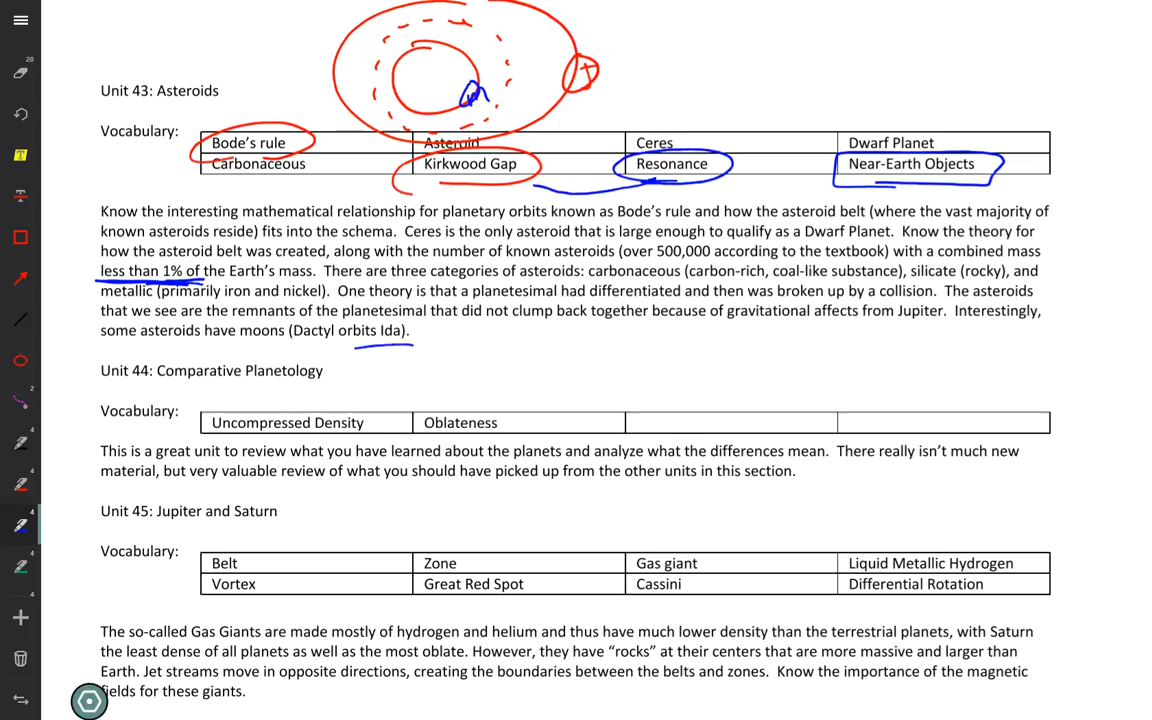 20
Unit 43: Asteroids
Vocabulary:
Bode's rule Asteroid Ceres Dwarf Planet
Carbonaceous Kirkwood Gap Resonance Near-Earth Objects
Know the interesting mathematical relationship for planetary orbits known as Bode's rule and how the asteroid belt (where the vast majority of
known asteroids reside) fits into the schema.  Ceres is the only asteroid that is large enough to qualify as a Dwarf Planet.  Know the theory for
how the asteroid belt was created, along with the number of known asteroids (over 500,000 according to the textbook) with a combined mass
less than 1% of the Earth's mass.  There are three categories of asteroids: carbonaceous (carbon-rich, coal-like substance), silicate (rocky), and
metallic (primarily iron and nickel).  One theory is that a planetesimal had differentiated and then was broken up by a collision.  The asteroids
that we see are the remnants of the planetesimal that did not clump back together because of gravitational affects from Jupiter.  Interestingly,
some asteroids have moons (Dactyl orbits Ida).
Unit 44: Comparative Planetology
2
Vocabulary:
Uncompressed Density Oblateness
4
This is a great unit to review what you have learned about the planets and analyze what the differences mean.  There really isn't much new
material, but very valuable review of what you should have picked up from the other units in this section.
4
Unit 45: Jupiter and Saturn
4
Vocabulary:
4
Belt Zone Gas giant Liquid Metallic Hydrogen
Vortex Great Red Spot Cassini Differential Rotation
4
The so-called Gas Giants are made mostly of hydrogen and helium and thus have much lower density than the terrestrial planets, with Saturn
the least dense of all planets as well as the most oblate. However, they have "rocks" at their centers that are more massive and larger than
Earth. Jet streams move in opposite directions, creating the boundaries between the belts and zones.  Know the importance of the magnetic
fields for these giants.